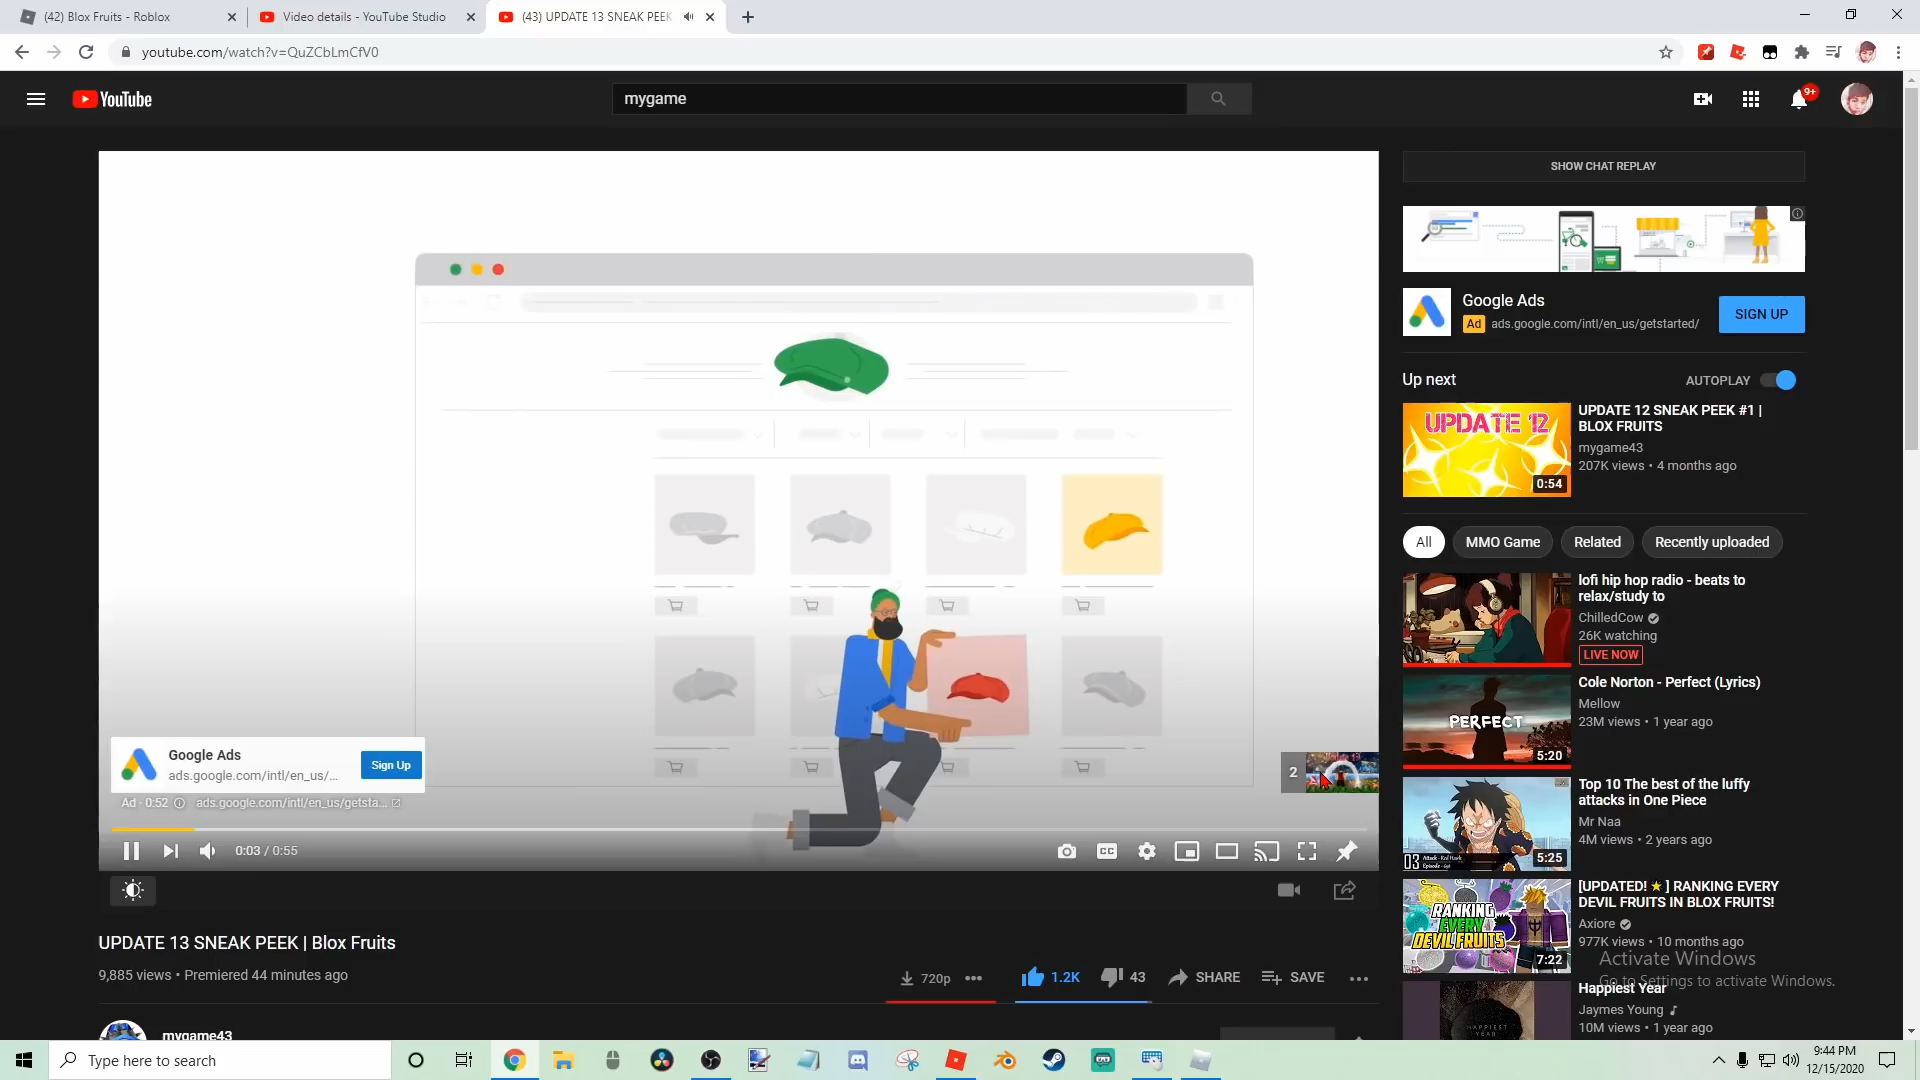 (42) Blox Fruits - Roblox
Video details - YouTube Studio
(43) UPDATE 13 SNEAK PEEK
youtube.com/watch?v=QuZCbLmCfV0
YouTube
mygame
9+
SHOW CHAT REPLAY
Google Ads
Ad ads.google.com/intl/en_us/getstarted/
SIGN UP
Up next
AUTOPLAY
UPDATE 12
0:54
UPDATE 12 SNEAK PEEK #1 |
BLOX FRUITS
mygame43
207K views • 4 months ago
All
MMO Game
Related
Recently uploaded
lofi hip hop radio - beats to
relax/study to
ChilledCow
26K watching
LIVE NOW
PERFECT
5:20
Cole Norton - Perfect (Lyrics)
Mellow
23M views • 1 year ago
03
5:25
Top 10 The best of the luffy
attacks in One Piece
Mr Naa
4M views • 2 years ago
RANKING
EVERY
DEVIL FRUITS
7:22
[UPDATED! ⭐ ] RANKING EVERY
DEVIL FRUITS IN BLOX FRUITS!
Axiore
977K views • 10 months ago
Activate Windows
Go to Settings to activate Windows.
HAPPIEST
YEAR
Happiest Year
Jaymes Young
10M views • 1 year ago
Google Ads
ads.google.com/intl/en_us/...
Sign Up
Ad · 0:52
ads.google.com/intl/en_us/getsta...
2
0:03 / 0:55
CC
UPDATE 13 SNEAK PEEK | Blox Fruits
9,885 views • Premiered 44 minutes ago
720p
1.2K
43
SHARE
SAVE
mygame43
Type here to search
9:44 PM
12/15/2020